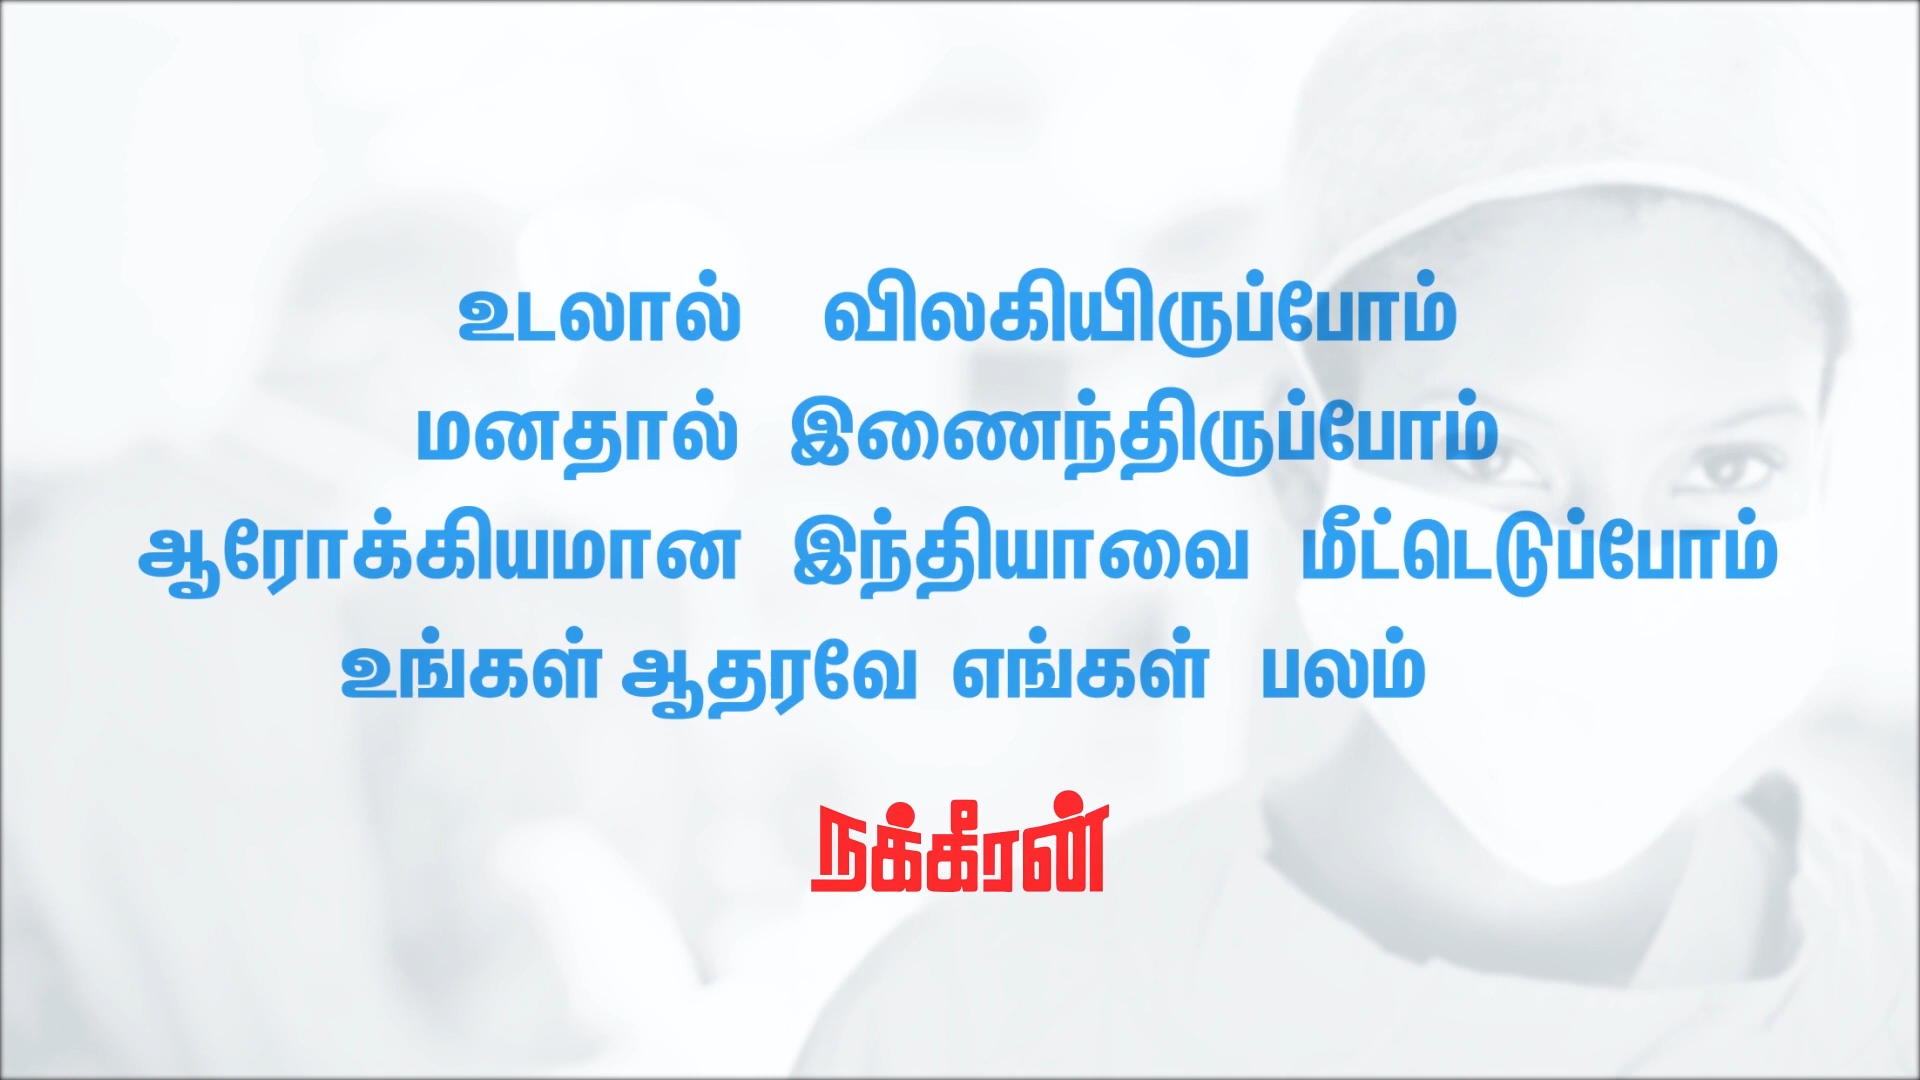 உடலால் விலகியிருப்போம்
மனதால் இணைந்திருப்போம்
ஆரோக்கியமான இந்தியாவை மீட்டெடுப்போம்
உங்கள் ஆதரவே எங்கள் பலம்
நக்கீரன்